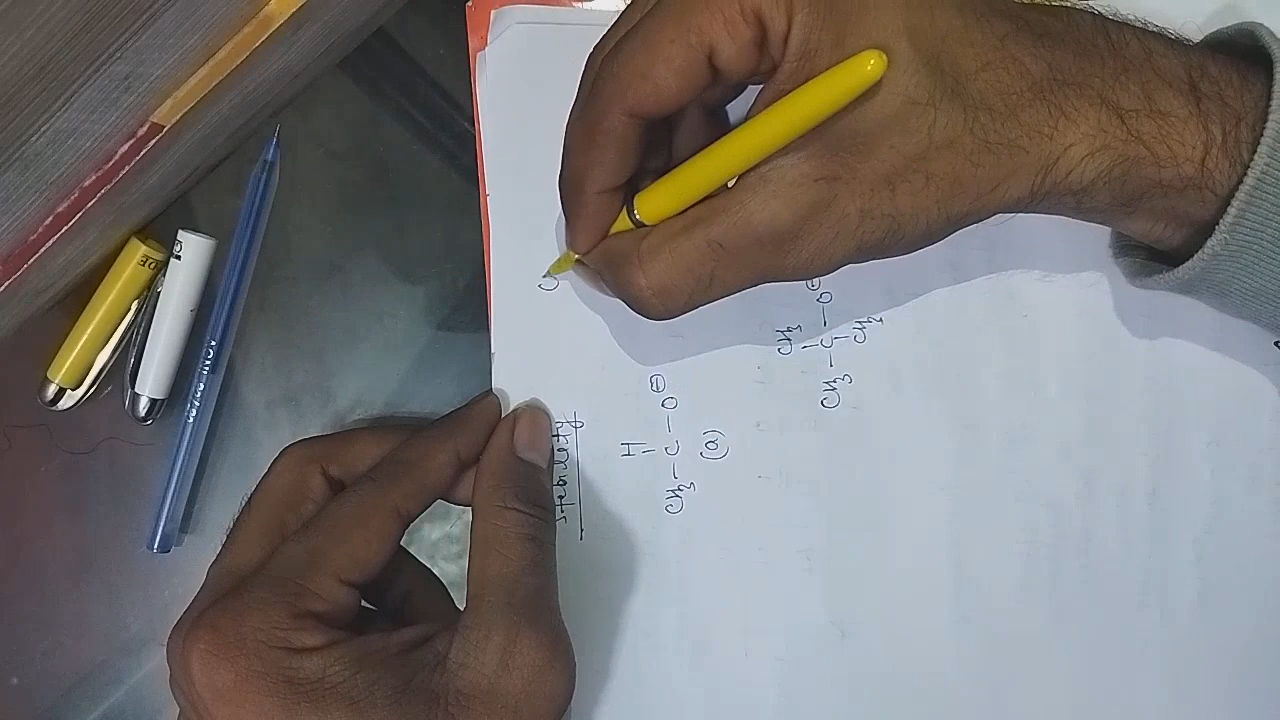 stability
O
H
CH3 – C – O⊖
(a)
CH3
CH3 – C – O⊖
CH3